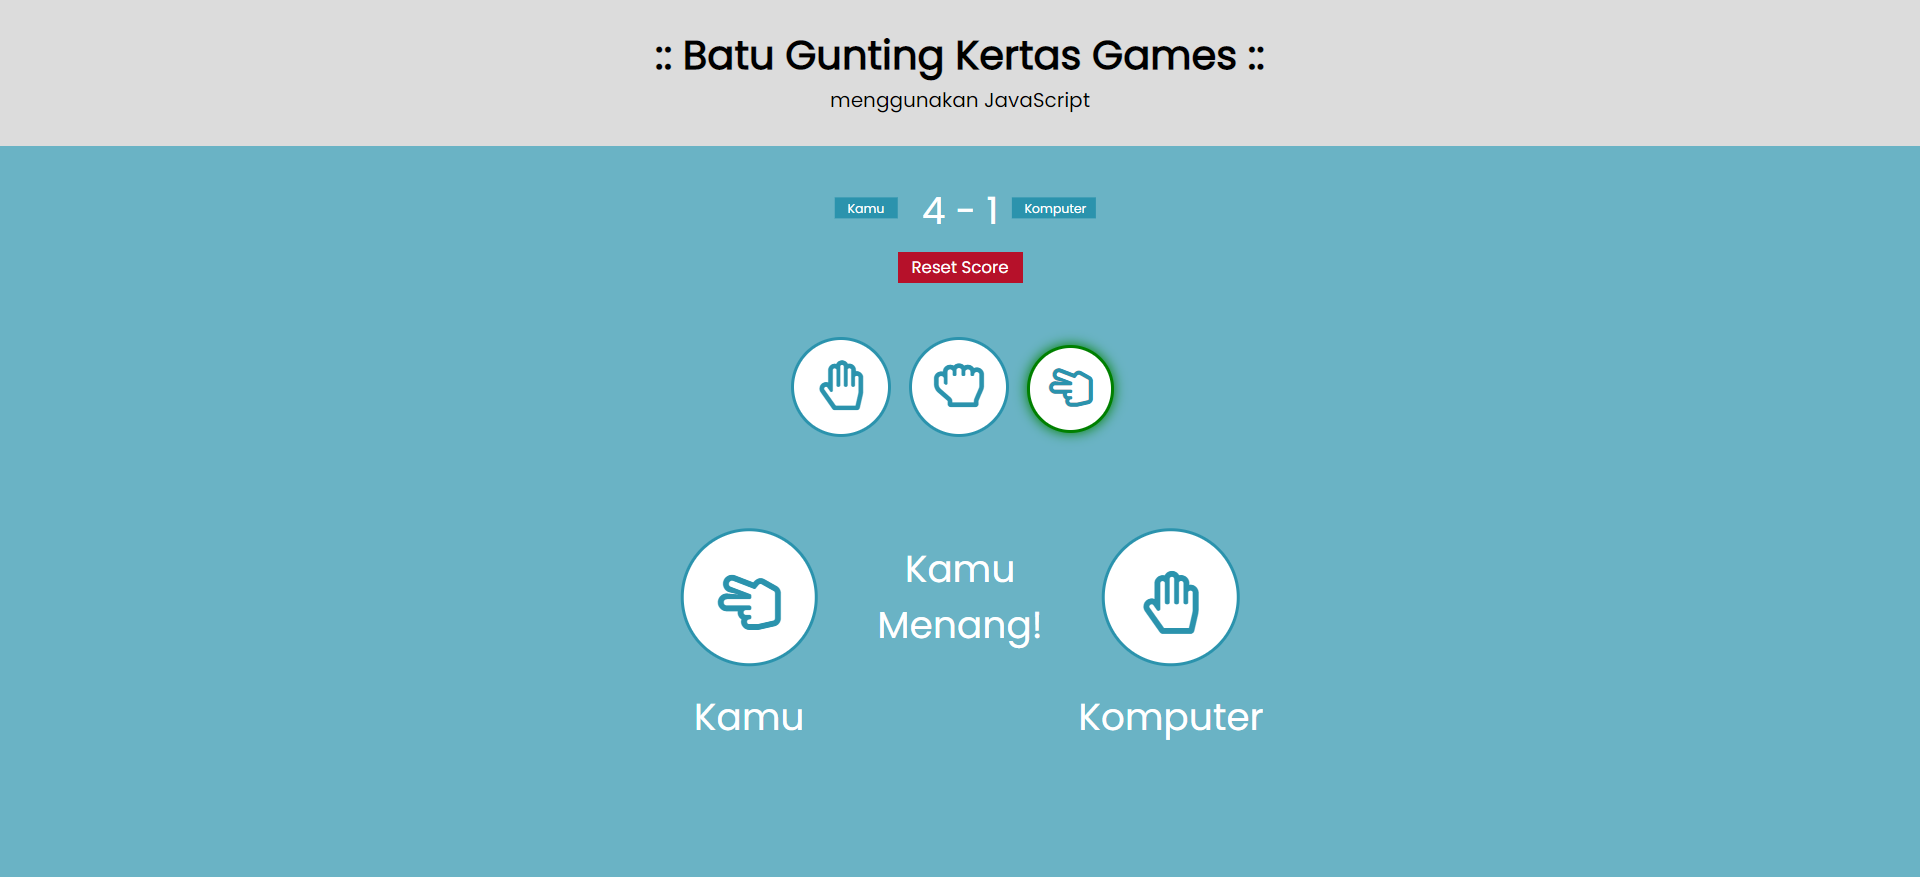 :: Batu Gunting Kertas Games ::
menggunakan JavaScript
Kamu 4 - 1 Komputer
Reset Score
Kamu
Menang!
Kamu
Komputer